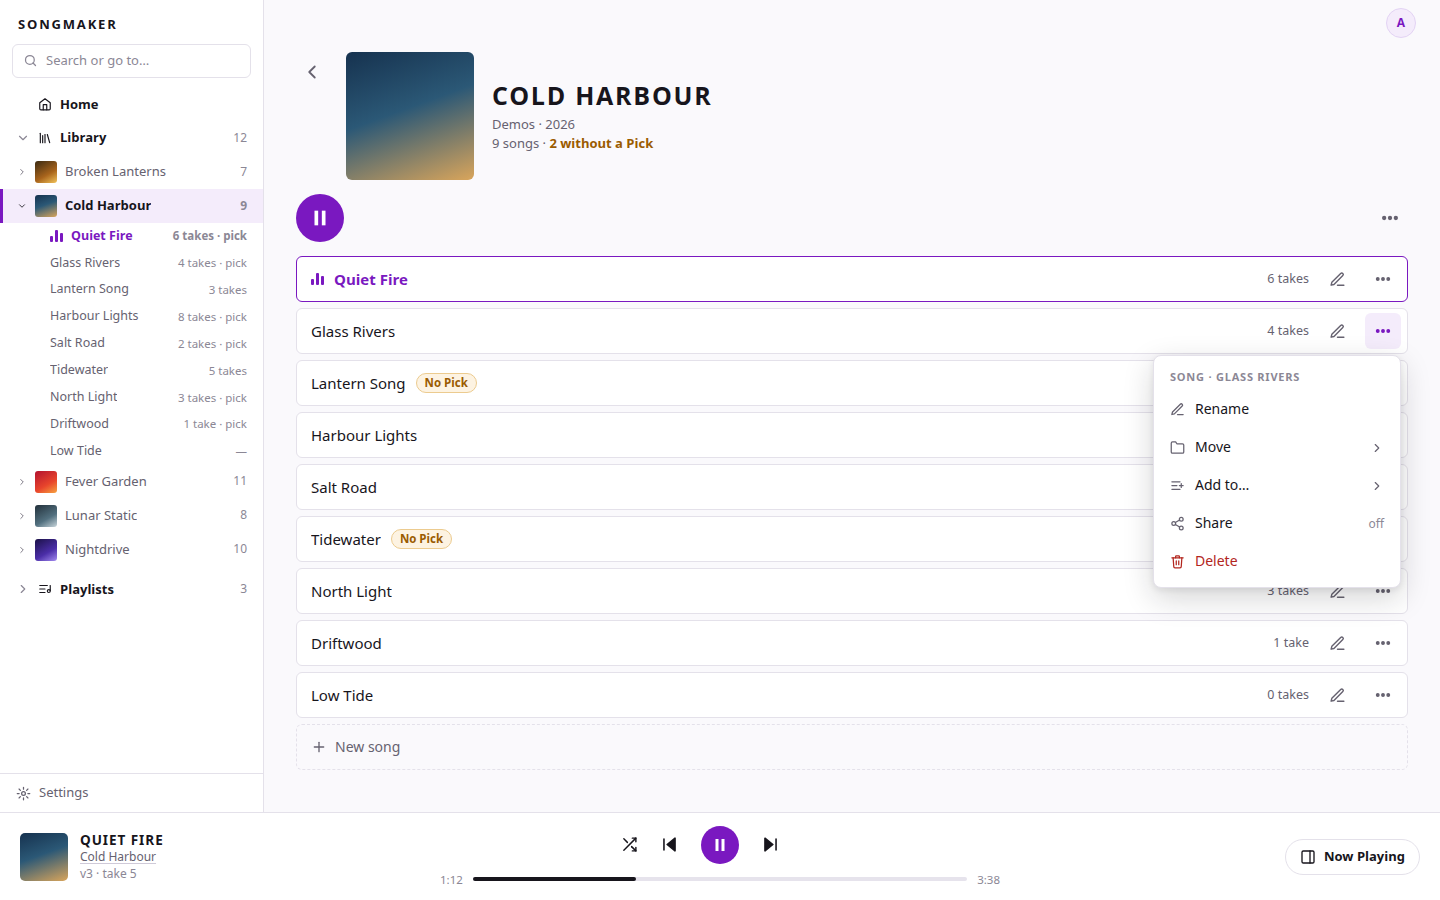 SONGMAKER
Search or go to...
Home
Library 12
Broken Lanterns 7
Cold Harbour 9
Quiet Fire 6 takes · pick
Glass Rivers 4 takes · pick
Lantern Song 3 takes
Harbour Lights 8 takes · pick
Salt Road 2 takes · pick
Tidewater 5 takes
North Light 3 takes · pick
Driftwood 1 take · pick
Low Tide —
Fever Garden 11
Lunar Static 8
Nightdrive 10
Playlists 3
Settings
A
COLD HARBOUR
Demos · 2026
9 songs · 2 without a Pick
Quiet Fire 6 takes
Glass Rivers 4 takes
Lantern Song No Pick
Harbour Lights
Salt Road
Tidewater No Pick
North Light 3 takes
Driftwood 1 take
Low Tide 0 takes
New song
SONG · GLASS RIVERS
Rename
Move
Add to...
Share off
Delete
QUIET FIRE
Cold Harbour
v3 · take 5
1:12 3:38
Now Playing